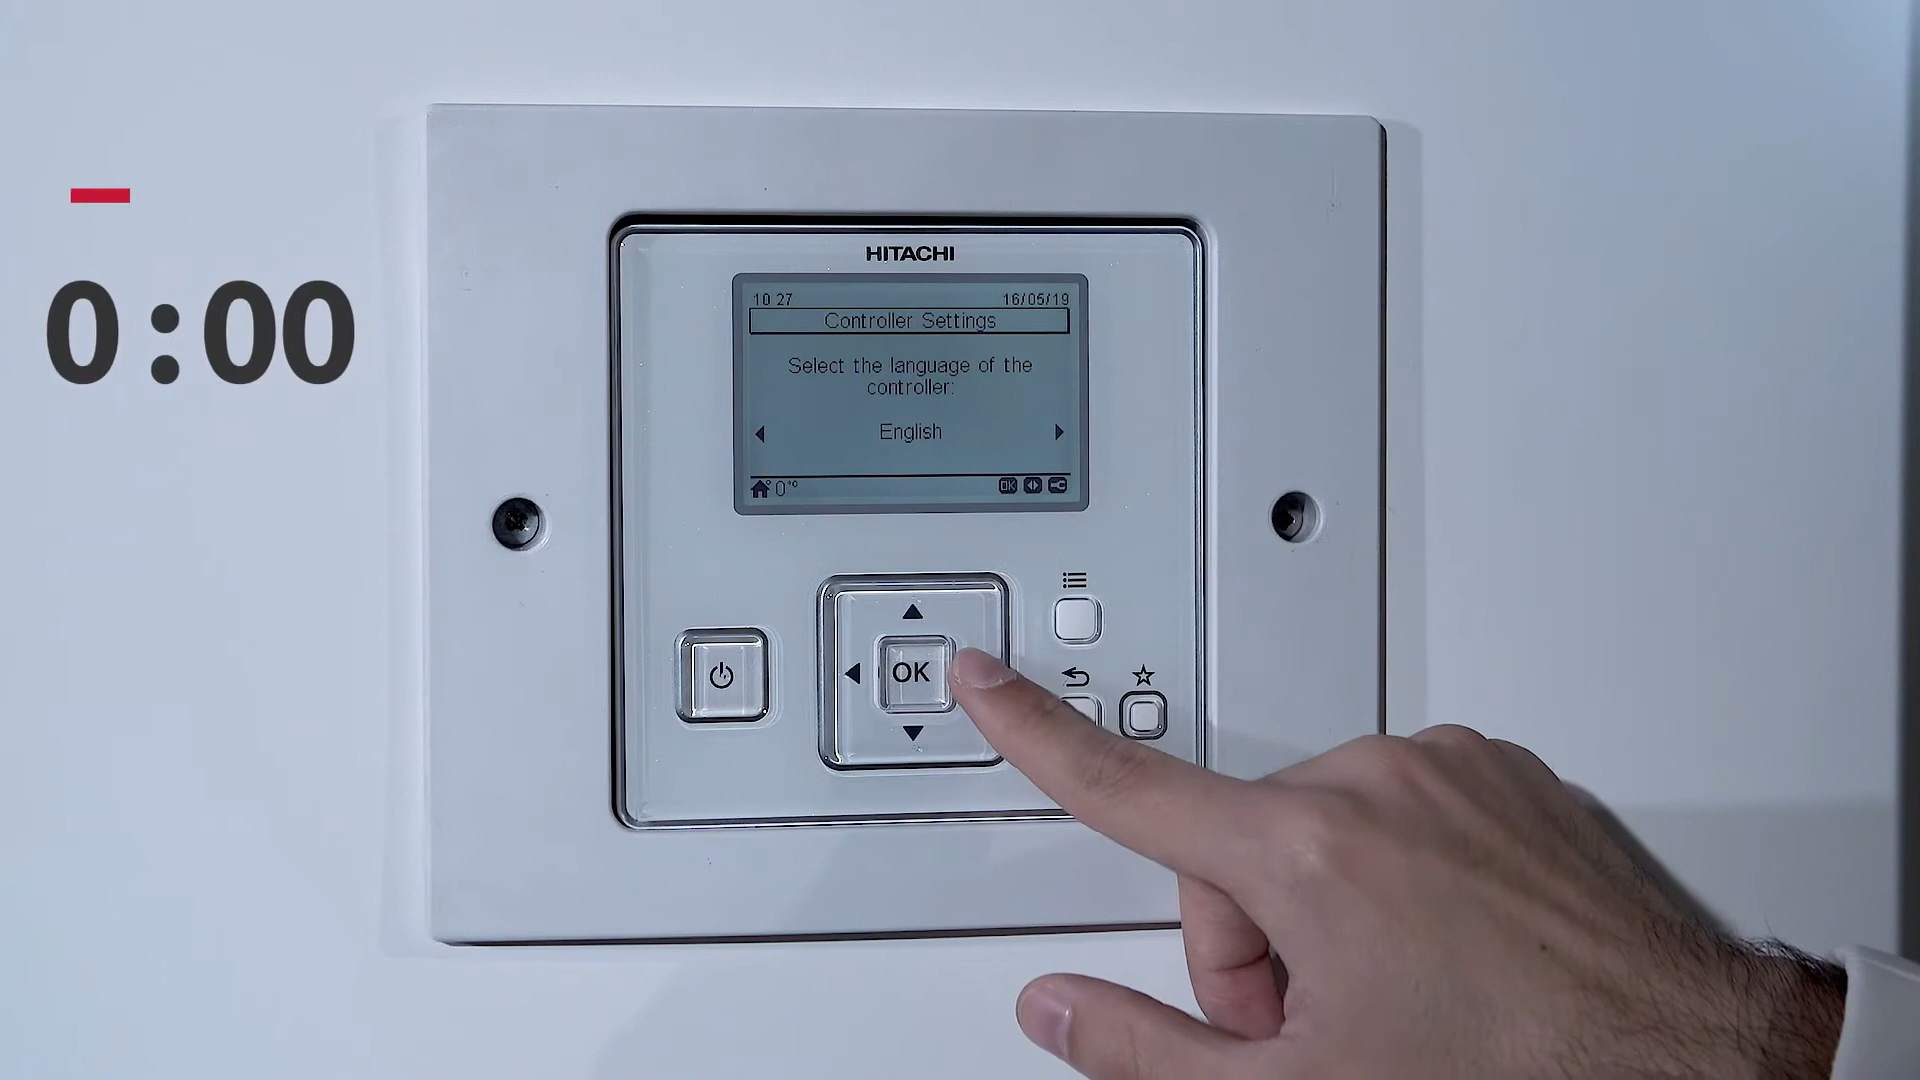 0:00
HITACHI
10 27 16/05/19
Controller Settings
Select the language of the
controller:
English
0°C
OK
OK